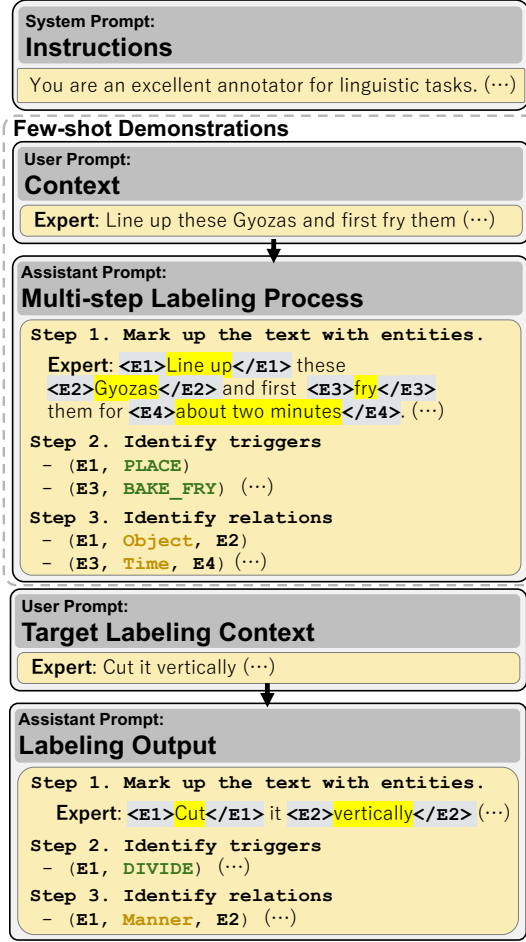 System Prompt:
Instructions
You are an excellent annotator for linguistic tasks. (⋯)
Few-shot Demonstrations
User Prompt:
Context
Expert: Line up these Gyozas and first fry them (⋯)
Assistant Prompt:
Multi-step Labeling Process
Step 1. Mark up the text with entities.
Expert: <E1>Line up</E1> these
<E2>Gyozas</E2> and first <E3>fry</E3>
them for <E4>about two minutes</E4>. (⋯)
Step 2. Identify triggers
- (E1, PLACE)
- (E3, BAKE_FRY) (⋯)
Step 3. Identify relations
- (E1, Object, E2)
- (E3, Time, E4) (⋯)
User Prompt:
Target Labeling Context
Expert: Cut it vertically (⋯)
Assistant Prompt:
Labeling Output
Step 1. Mark up the text with entities.
Expert: <E1>Cut</E1> it <E2>vertically</E2> (⋯)
Step 2. Identify triggers
- (E1, DIVIDE) (⋯)
Step 3. Identify relations
- (E1, Manner, E2) (⋯)